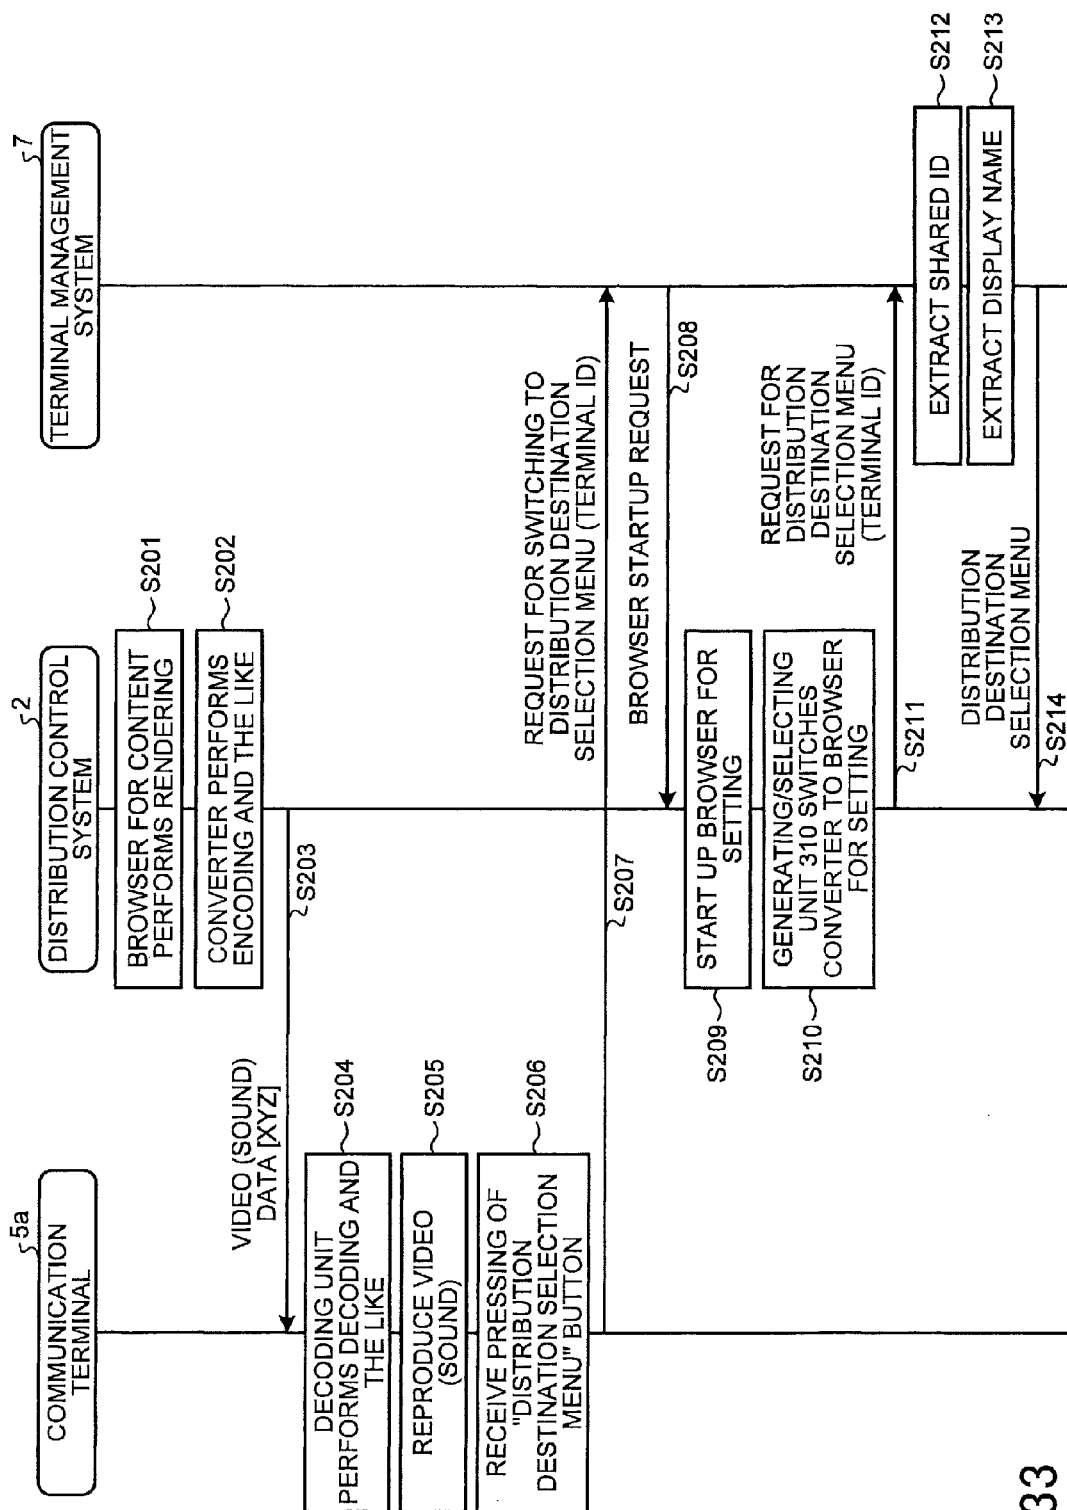 5a
COMMUNICATION
TERMINAL
2
DISTRIBUTION CONTROL
SYSTEM
7
TERMINAL MANAGEMENT
SYSTEM
BROWSER FOR CONTENT
PERFORMS RENDERING
S201
CONVERTER PERFORMS
ENCODING AND THE LIKE
S202
VIDEO (SOUND)
DATA [XYZ]
S203
DECODING UNIT
PERFORMS DECODING AND
THE LIKE
S204
REPRODUCE VIDEO
(SOUND)
S205
RECEIVE PRESSING OF
"DISTRIBUTION
DESTINATION SELECTION
MENU" BUTTON
S206
REQUEST FOR SWITCHING TO
DISTRIBUTION DESTINATION
SELECTION MENU (TERMINAL ID)
S207
BROWSER STARTUP REQUEST
S208
START UP BROWSER FOR
SETTING
S209
GENERATING/SELECTING
UNIT 310 SWITCHES
CONVERTER TO BROWSER
FOR SETTING
S210
REQUEST FOR
DISTRIBUTION
DESTINATION
SELECTION MENU
(TERMINAL ID)
S211
EXTRACT SHARED ID
S212
EXTRACT DISPLAY NAME
S213
DISTRIBUTION
DESTINATION
SELECTION MENU
S214
33